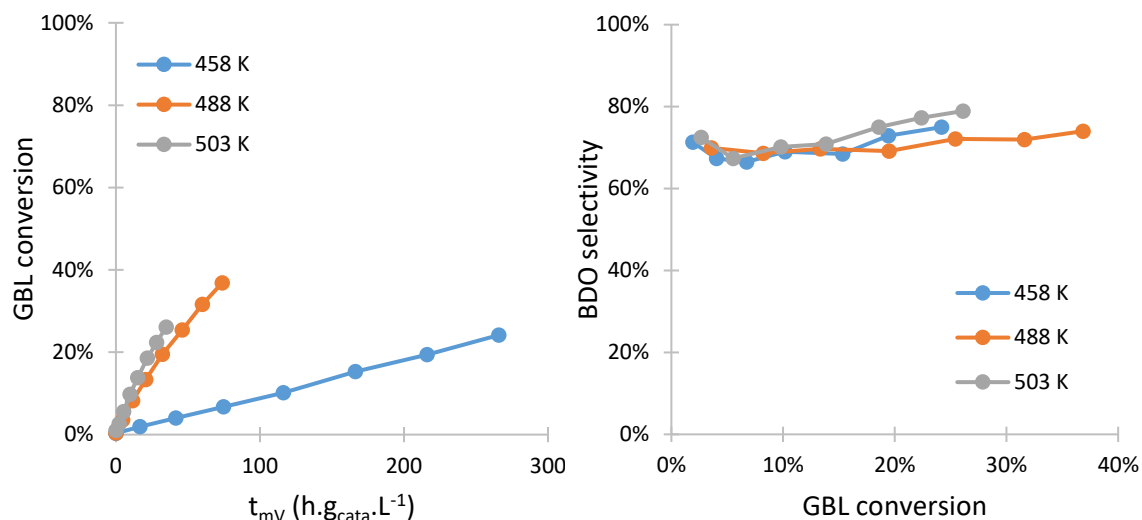 100%
80%
60%
40%
20%
0%
GBL conversion
458 K
488 K
503 K
0
100
200
300
t_mV (h.g_cata.L⁻¹)
100%
80%
60%
40%
20%
0%
BDO selectivity
458 K
488 K
503 K
0%
10%
20%
30%
40%
GBL conversion